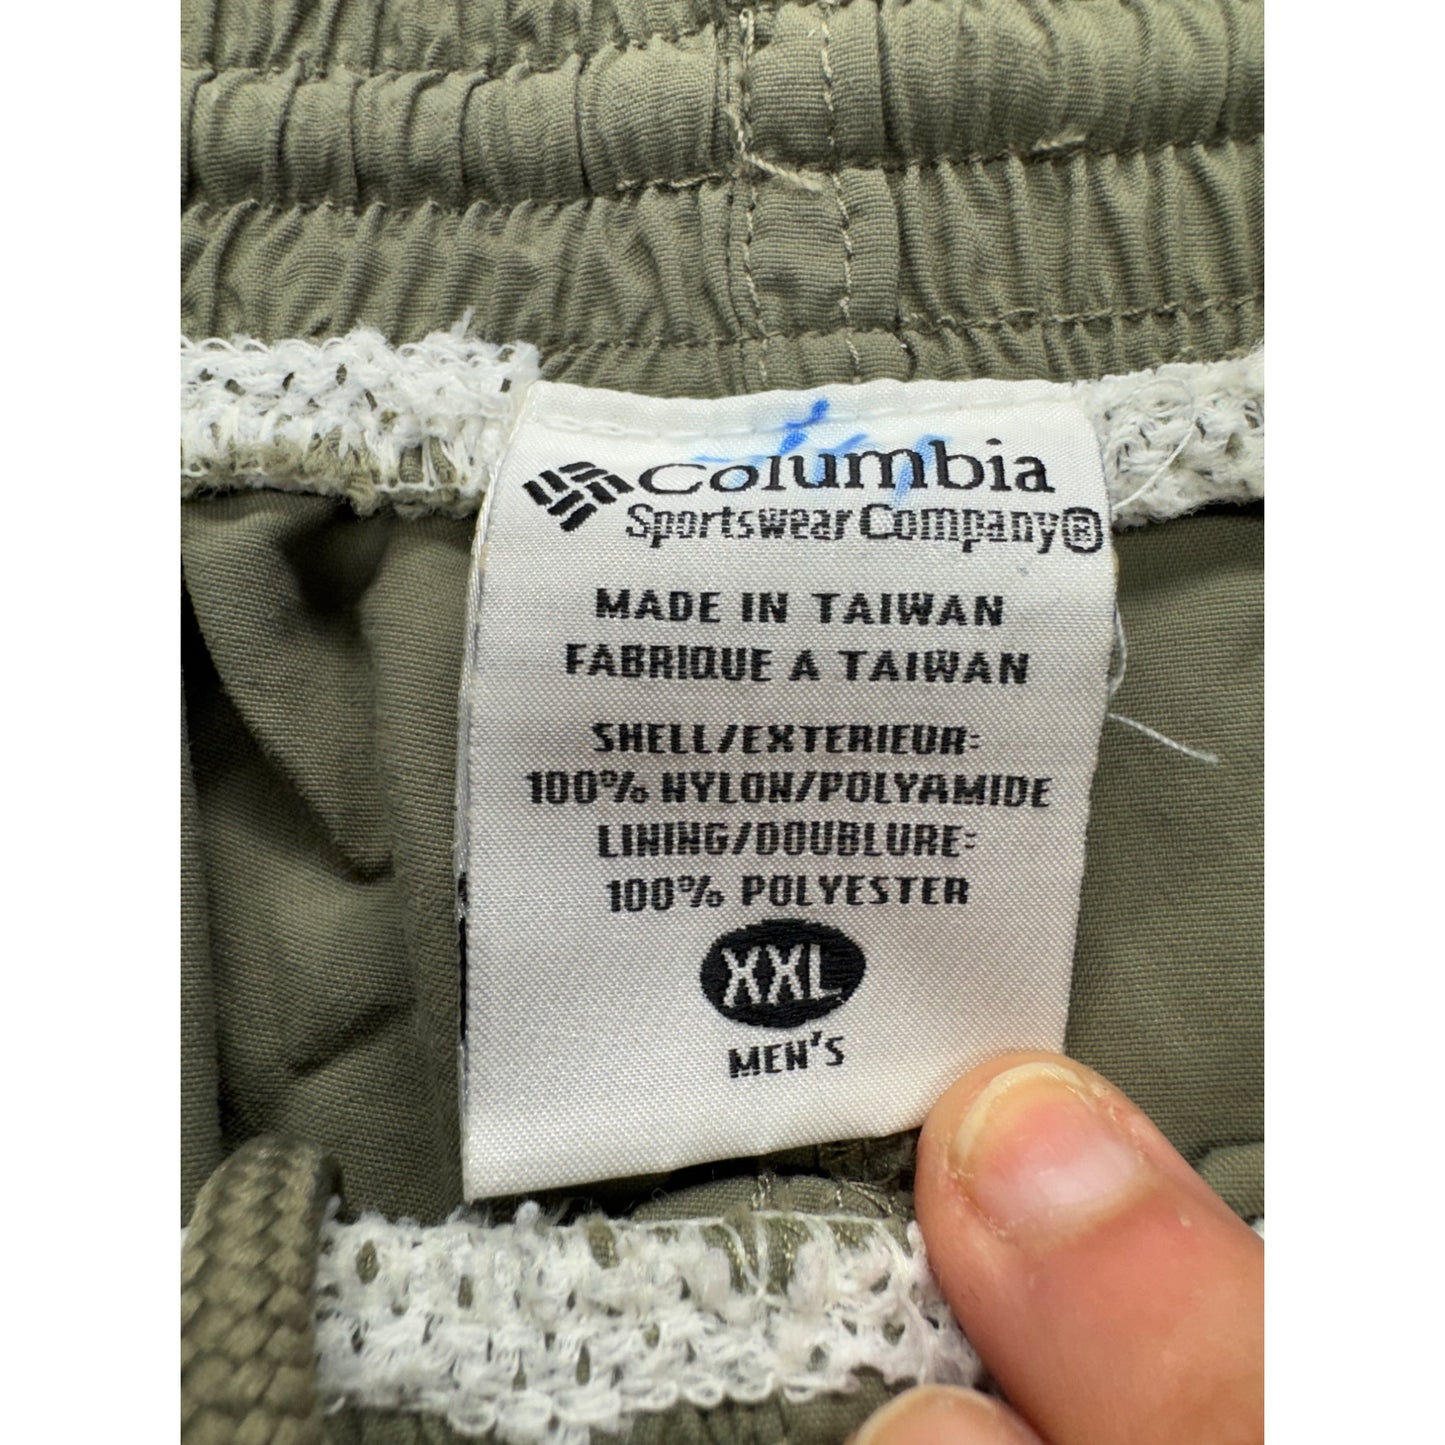 Columbia
Sportswear Company®
MADE IN TAIWAN
FABRIQUE A TAIWAN
SHELL/EXTERIEUR:
100% NYLON/POLYAMIDE
LINING/DOUBLURE:
100% POLYESTER
XXL
MEN'S